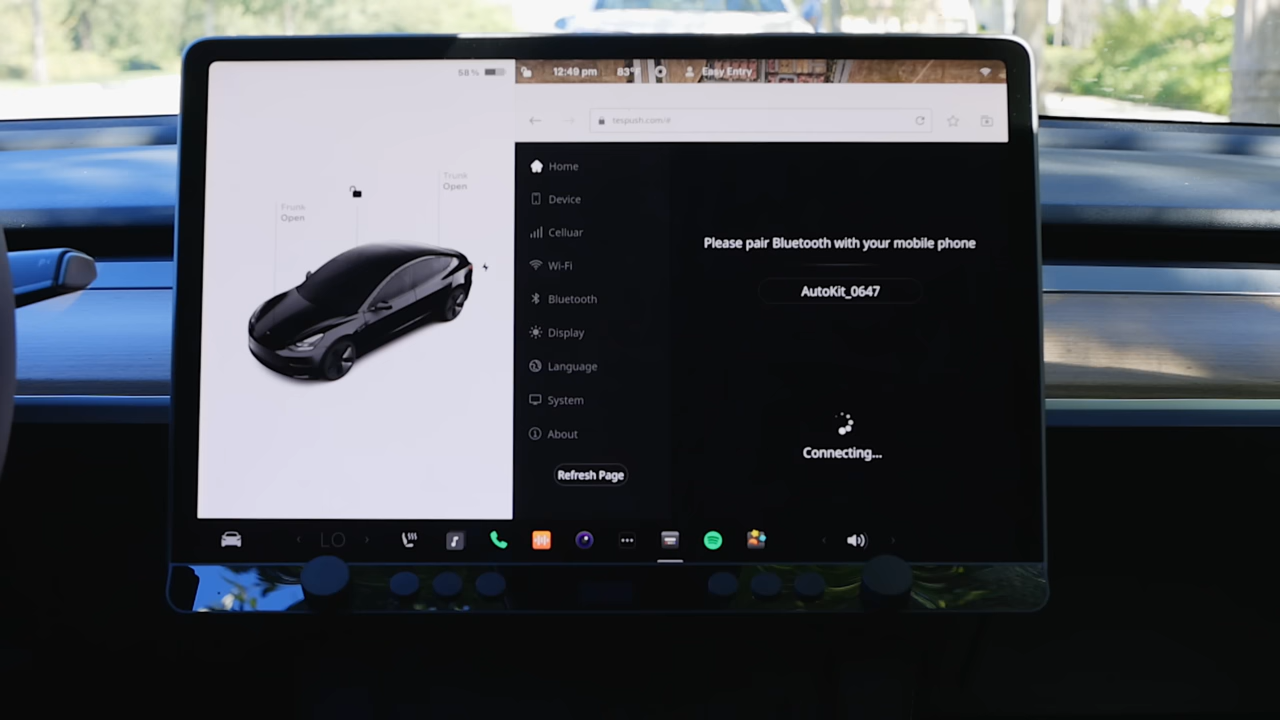 58 %
12:49 pm 83°F Easy Entry
tespush.com/#
Trunk
Open
Frunk
Open
Home
Device
Celluar
Wi-Fi
Bluetooth
Display
Language
System
About
Refresh Page
Please pair Bluetooth with your mobile phone
AutoKit_0647
Connecting...
LO